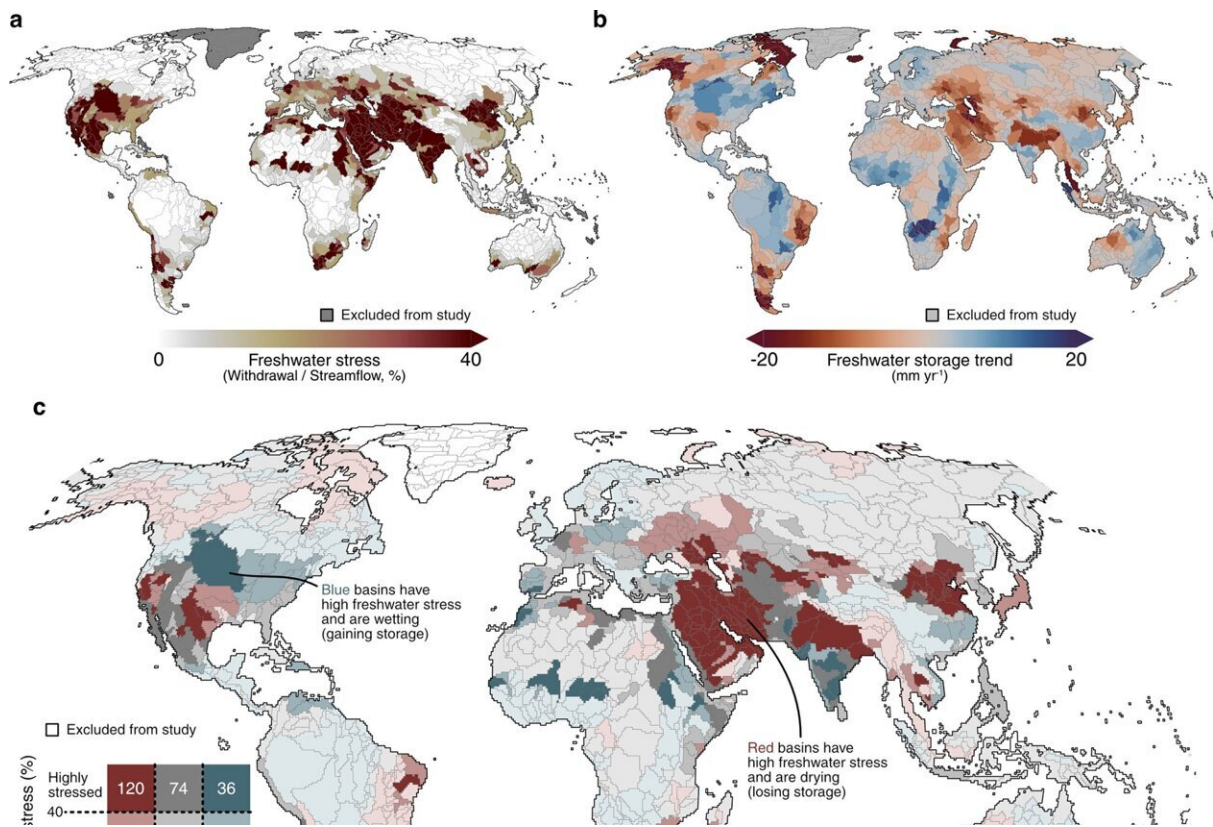 a
b
Excluded from study
0 Freshwater stress 40
(Withdrawal / Streamflow, %)
Excluded from study
-20 Freshwater storage trend 20
(mm yr⁻¹)
c
Blue basins have
high freshwater stress
and are wetting
(gaining storage)
Red basins have
high freshwater stress
and are drying
(losing storage)
Excluded from study
stress (%)
Highly
stressed
120 74 36
40